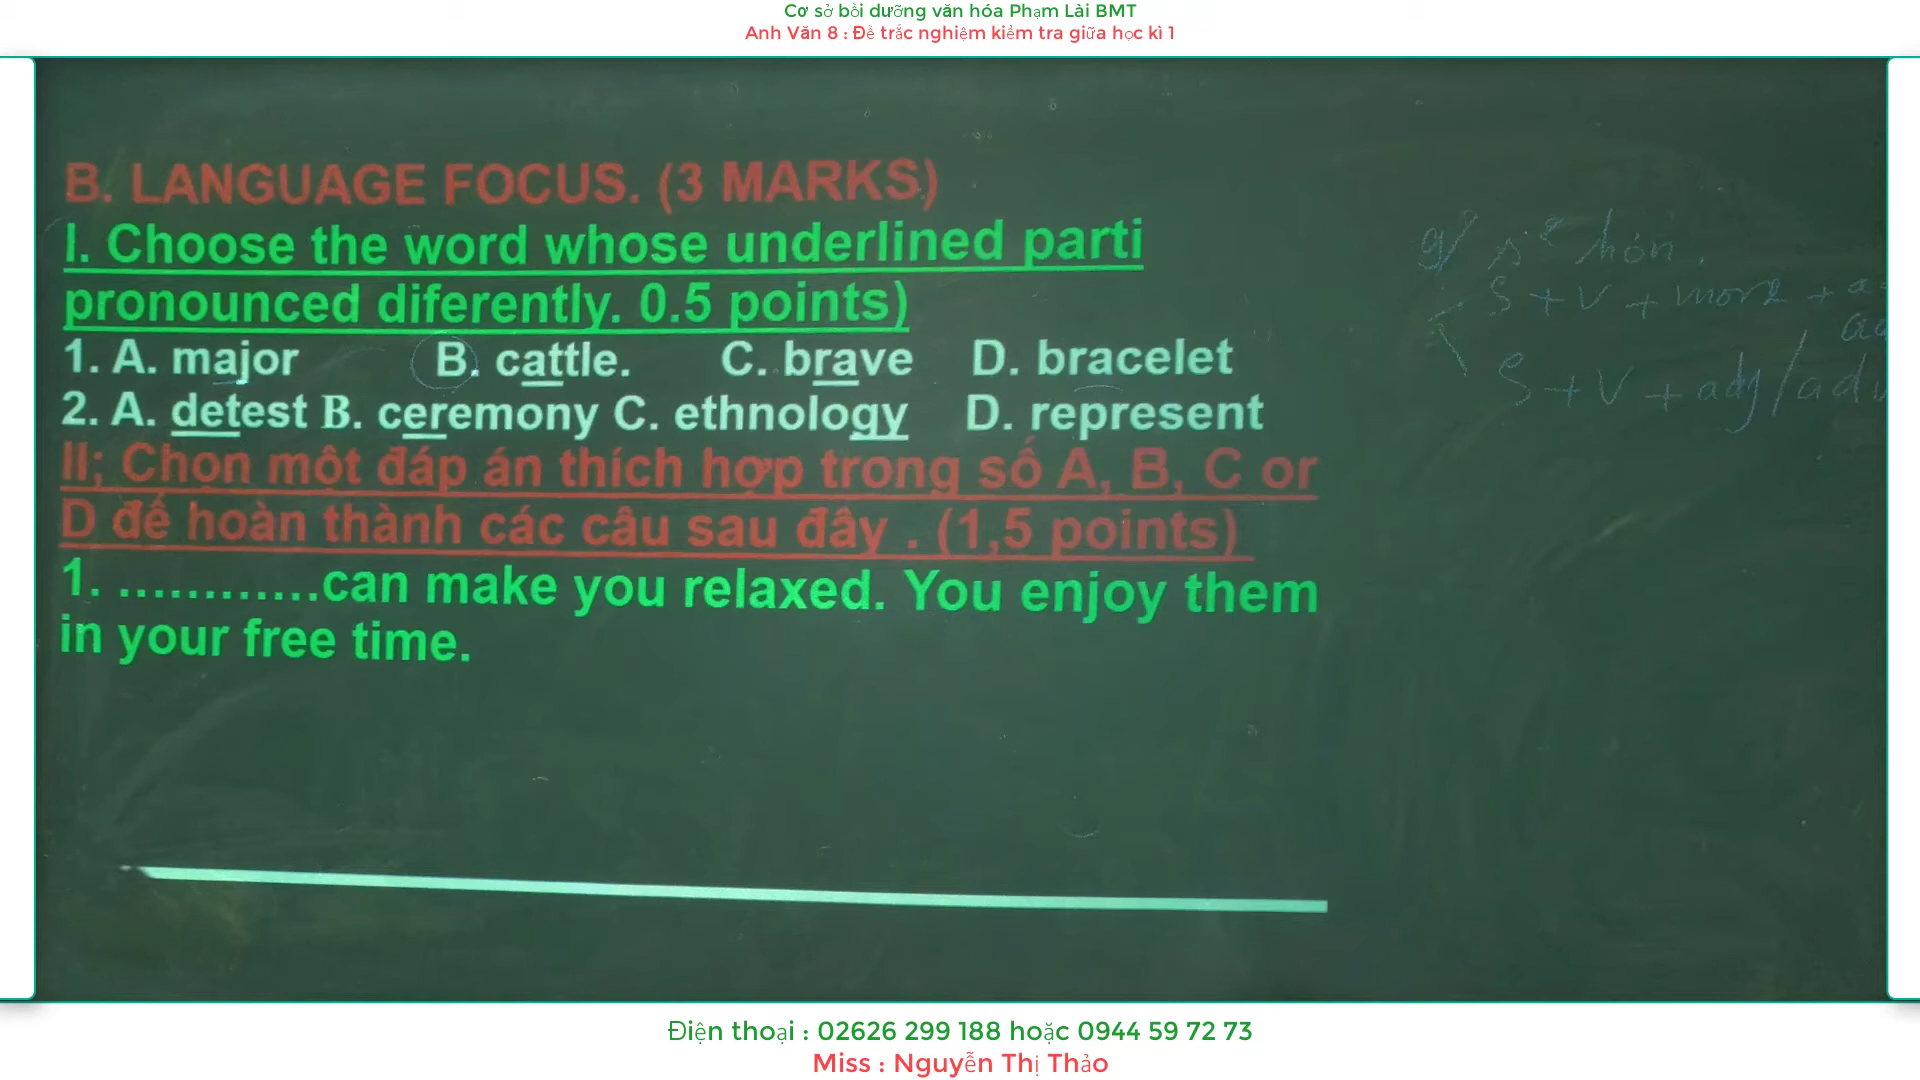 Cơ sở bồi dưỡng văn hóa Phạm Lài BMT
Anh Văn 8 : Đề trắc nghiệm kiểm tra giữa học kì 1
B. LANGUAGE FOCUS. (3 MARKS)
I. Choose the word whose underlined parti
pronounced diferently. 0.5 points)
1. A. major B. cattle. C. brave D. bracelet
2. A. detest B. ceremony C. ethnology D. represent
II; Chọn một đáp án thích hợp trong số A, B, C or
D để hoàn thành các câu sau đây . (1,5 points)
1. ............can make you relaxed. You enjoy them
in your free time.
hơn.
S + V + more + a
S + V + adj / adv
Điện thoại : 02626 299 188 hoặc 0944 59 72 73
Miss : Nguyễn Thị Thảo